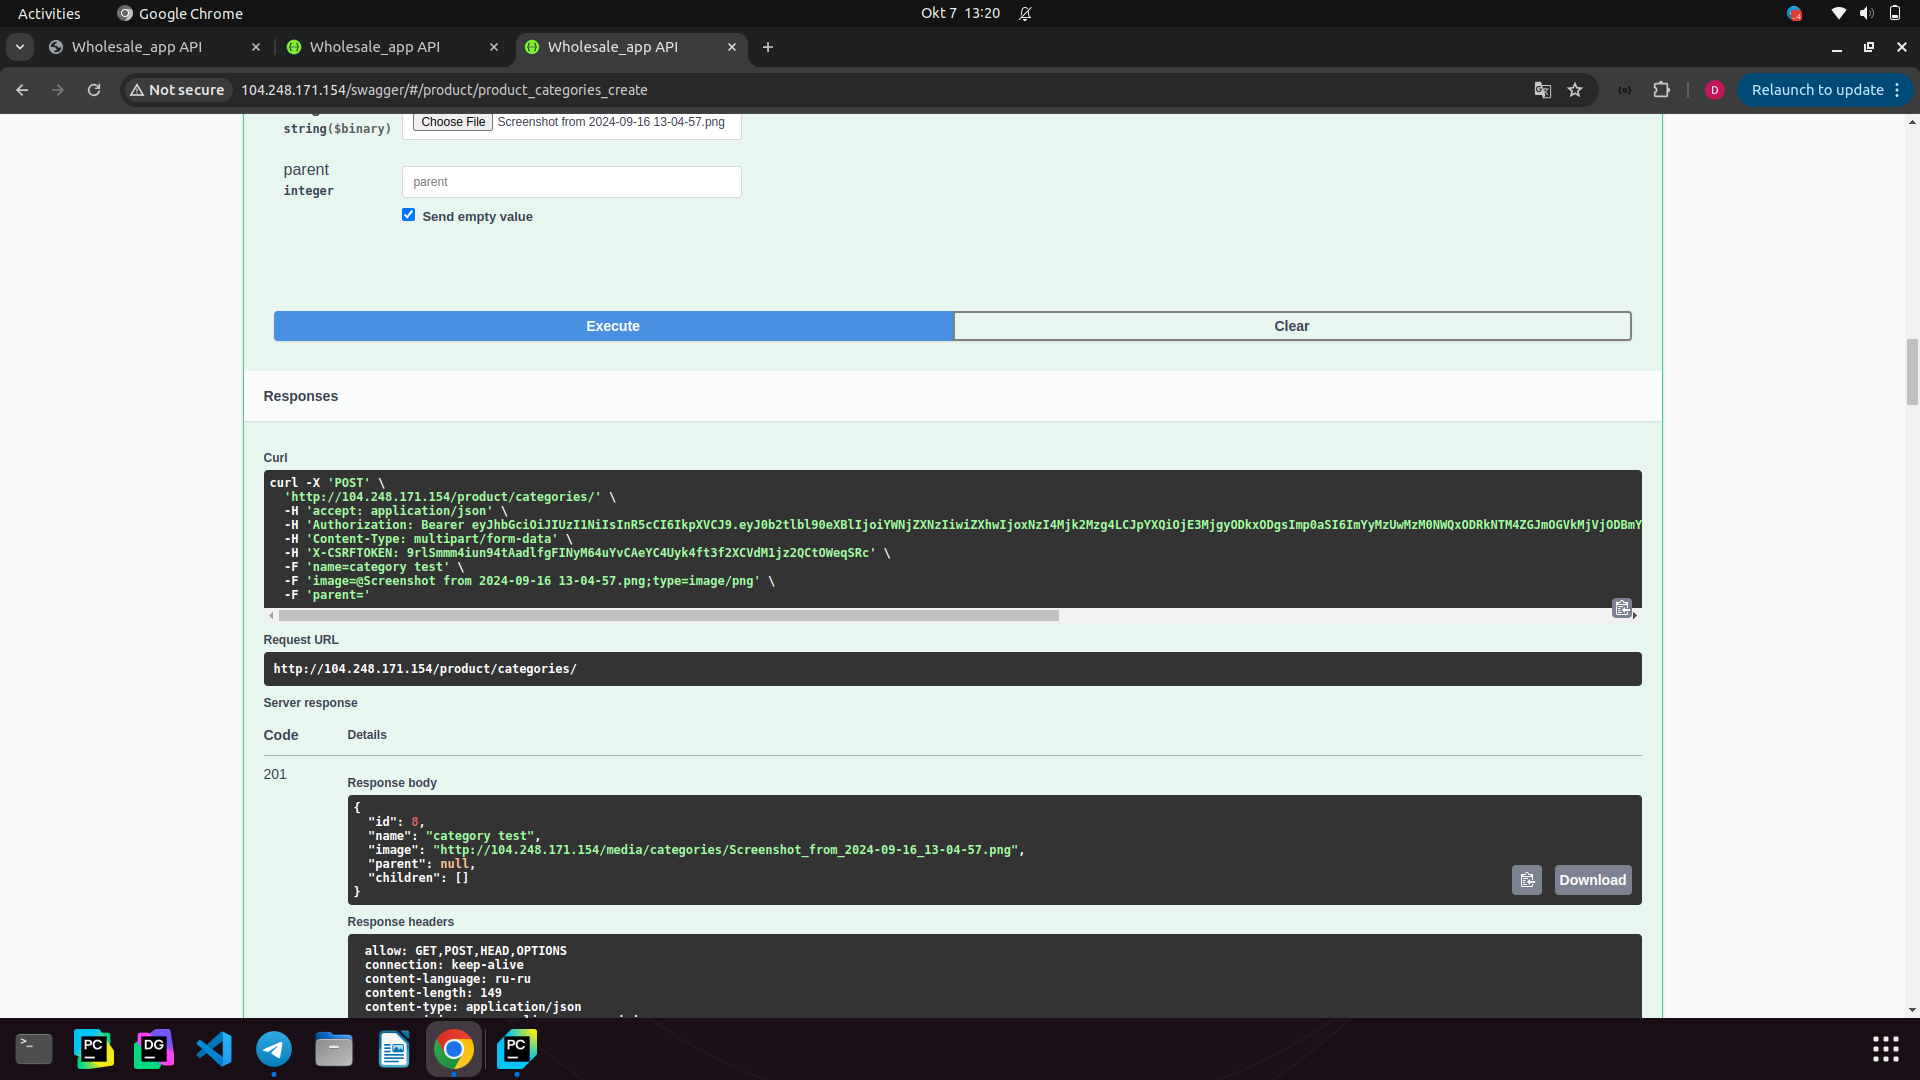 Activities
Google Chrome
Okt 7 13:20
Wholesale_app API
Wholesale_app API
Wholesale_app API
Not secure
104.248.171.154/swagger/#/product/product_categories_create
D
Relaunch to update
string($binary)
Choose File Screenshot from 2024-09-16 13-04-57.png
parent
integer
parent
Send empty value
Execute
Clear
Responses
Curl
curl -X 'POST' \
'http://104.248.171.154/product/categories/' \
-H 'accept: application/json' \
-H 'Authorization: Bearer eyJhbGciOiJIUzI1NiIsInR5cCI6IkpXVCJ9.eyJ0b2tlbl90eXBlIjoiYWNjZXNzIiwiZXhwIjoxNzI4Mjk2Mzg4LCJpYXQiOjE3MjgyODkxODgsImp0aSI6ImYyMzUwMzM0NWQxODRkNTM4ZGJmOGVkMjVjODBmY
-H 'Content-Type: multipart/form-data' \
-H 'X-CSRFTOKEN: 9rlSmmm4iun94tAadlfgFINyM64uYvCAeYC4Uyk4ft3f2XCVdM1jz2QCtOWeqSRc' \
-F 'name=category test' \
-F 'image=@Screenshot from 2024-09-16 13-04-57.png;type=image/png' \
-F 'parent='
Request URL
http://104.248.171.154/product/categories/
Server response
Code
Details
201
Response body
{
"id": 8,
"name": "category test",
"image": "http://104.248.171.154/media/categories/Screenshot_from_2024-09-16_13-04-57.png",
"parent": null,
"children": []
}
Download
Response headers
allow: GET,POST,HEAD,OPTIONS
connection: keep-alive
content-language: ru-ru
content-length: 149
content-type: application/json
PC
DG
PC